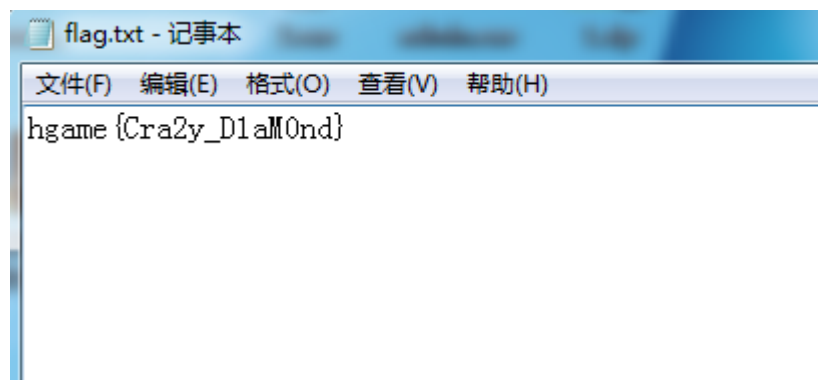 flag.txt - 记事本
文件(F) 编辑(E) 格式(O) 查看(V) 帮助(H)
hgame{Cra2y_D1aM0nd}